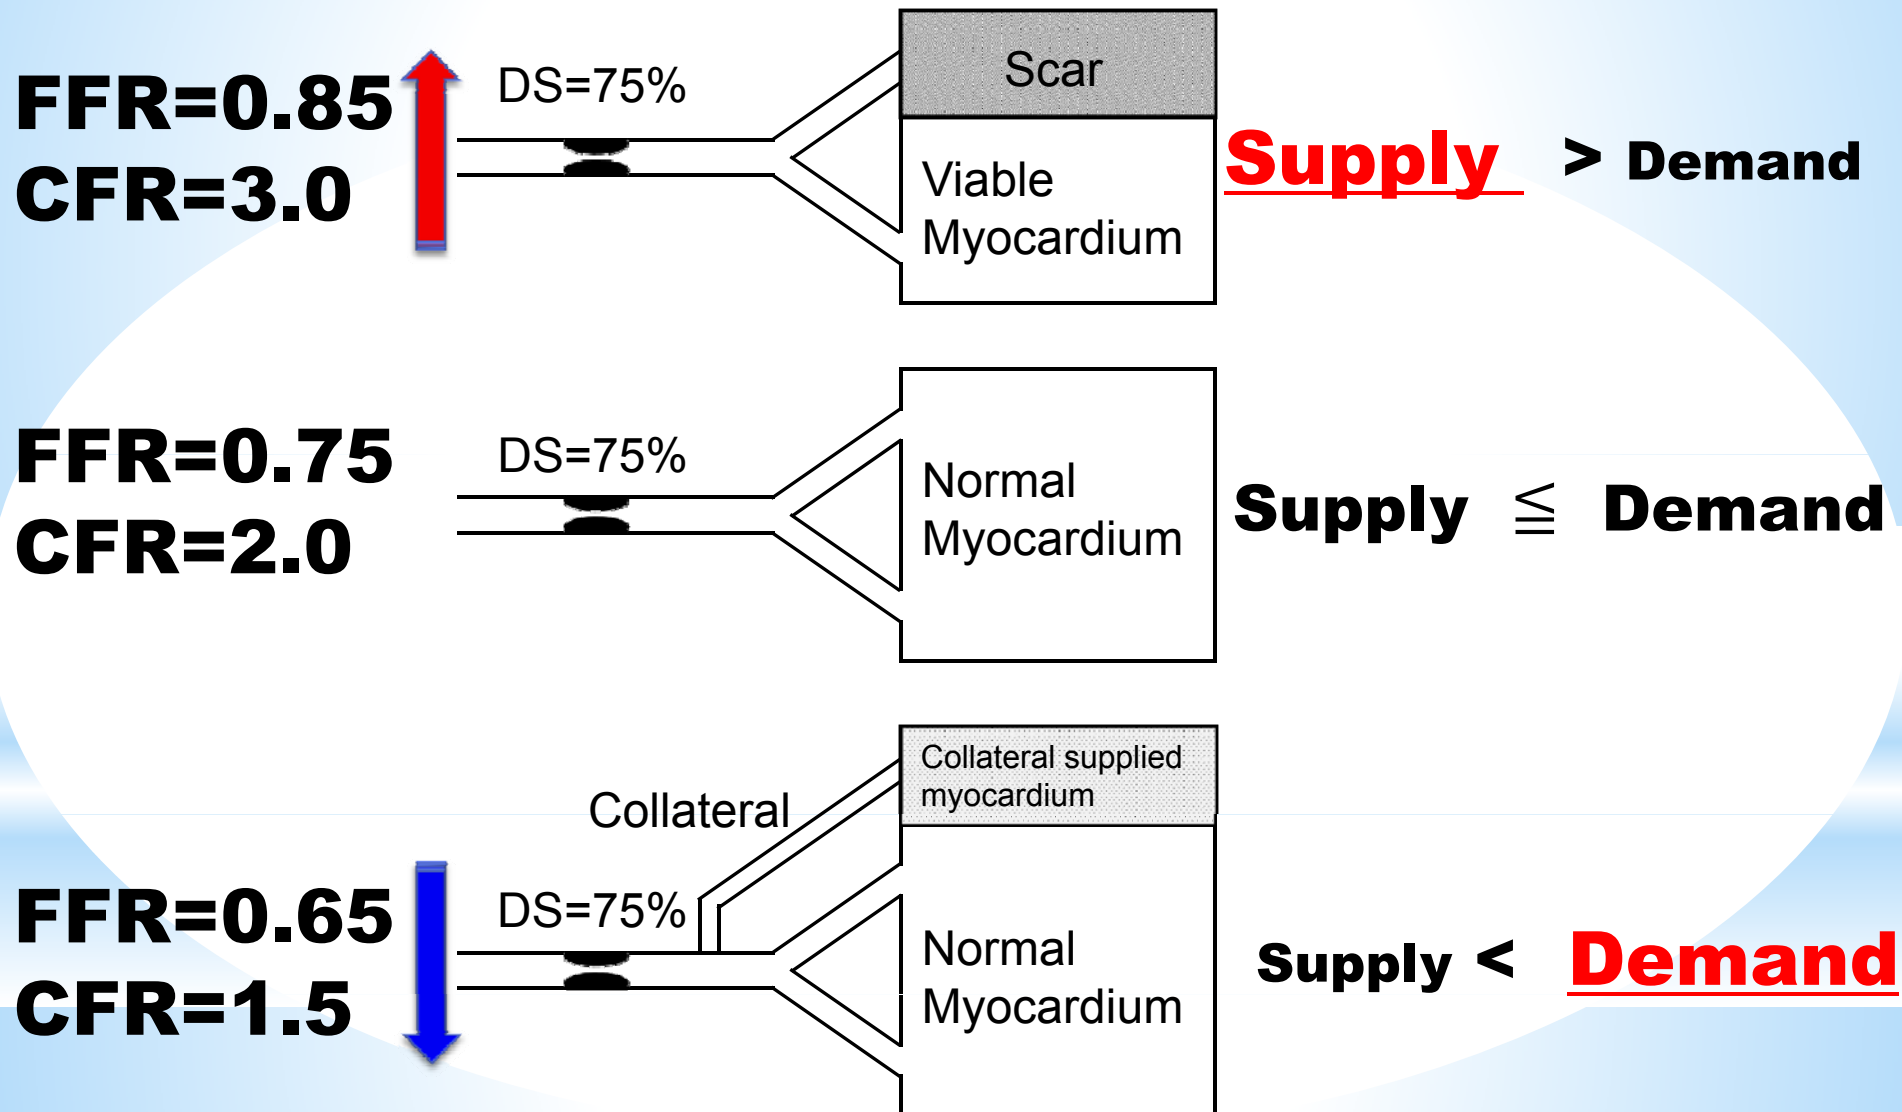 FFR=0.85
CFR=3.0
DS=75%
Scar
Viable
Myocardium
Supply > Demand
FFR=0.75
CFR=2.0
DS=75%
Normal
Myocardium
Supply ≦ Demand
FFR=0.65
CFR=1.5
Collateral
DS=75%
Collateral supplied
myocardium
Normal
Myocardium
Supply < Demand